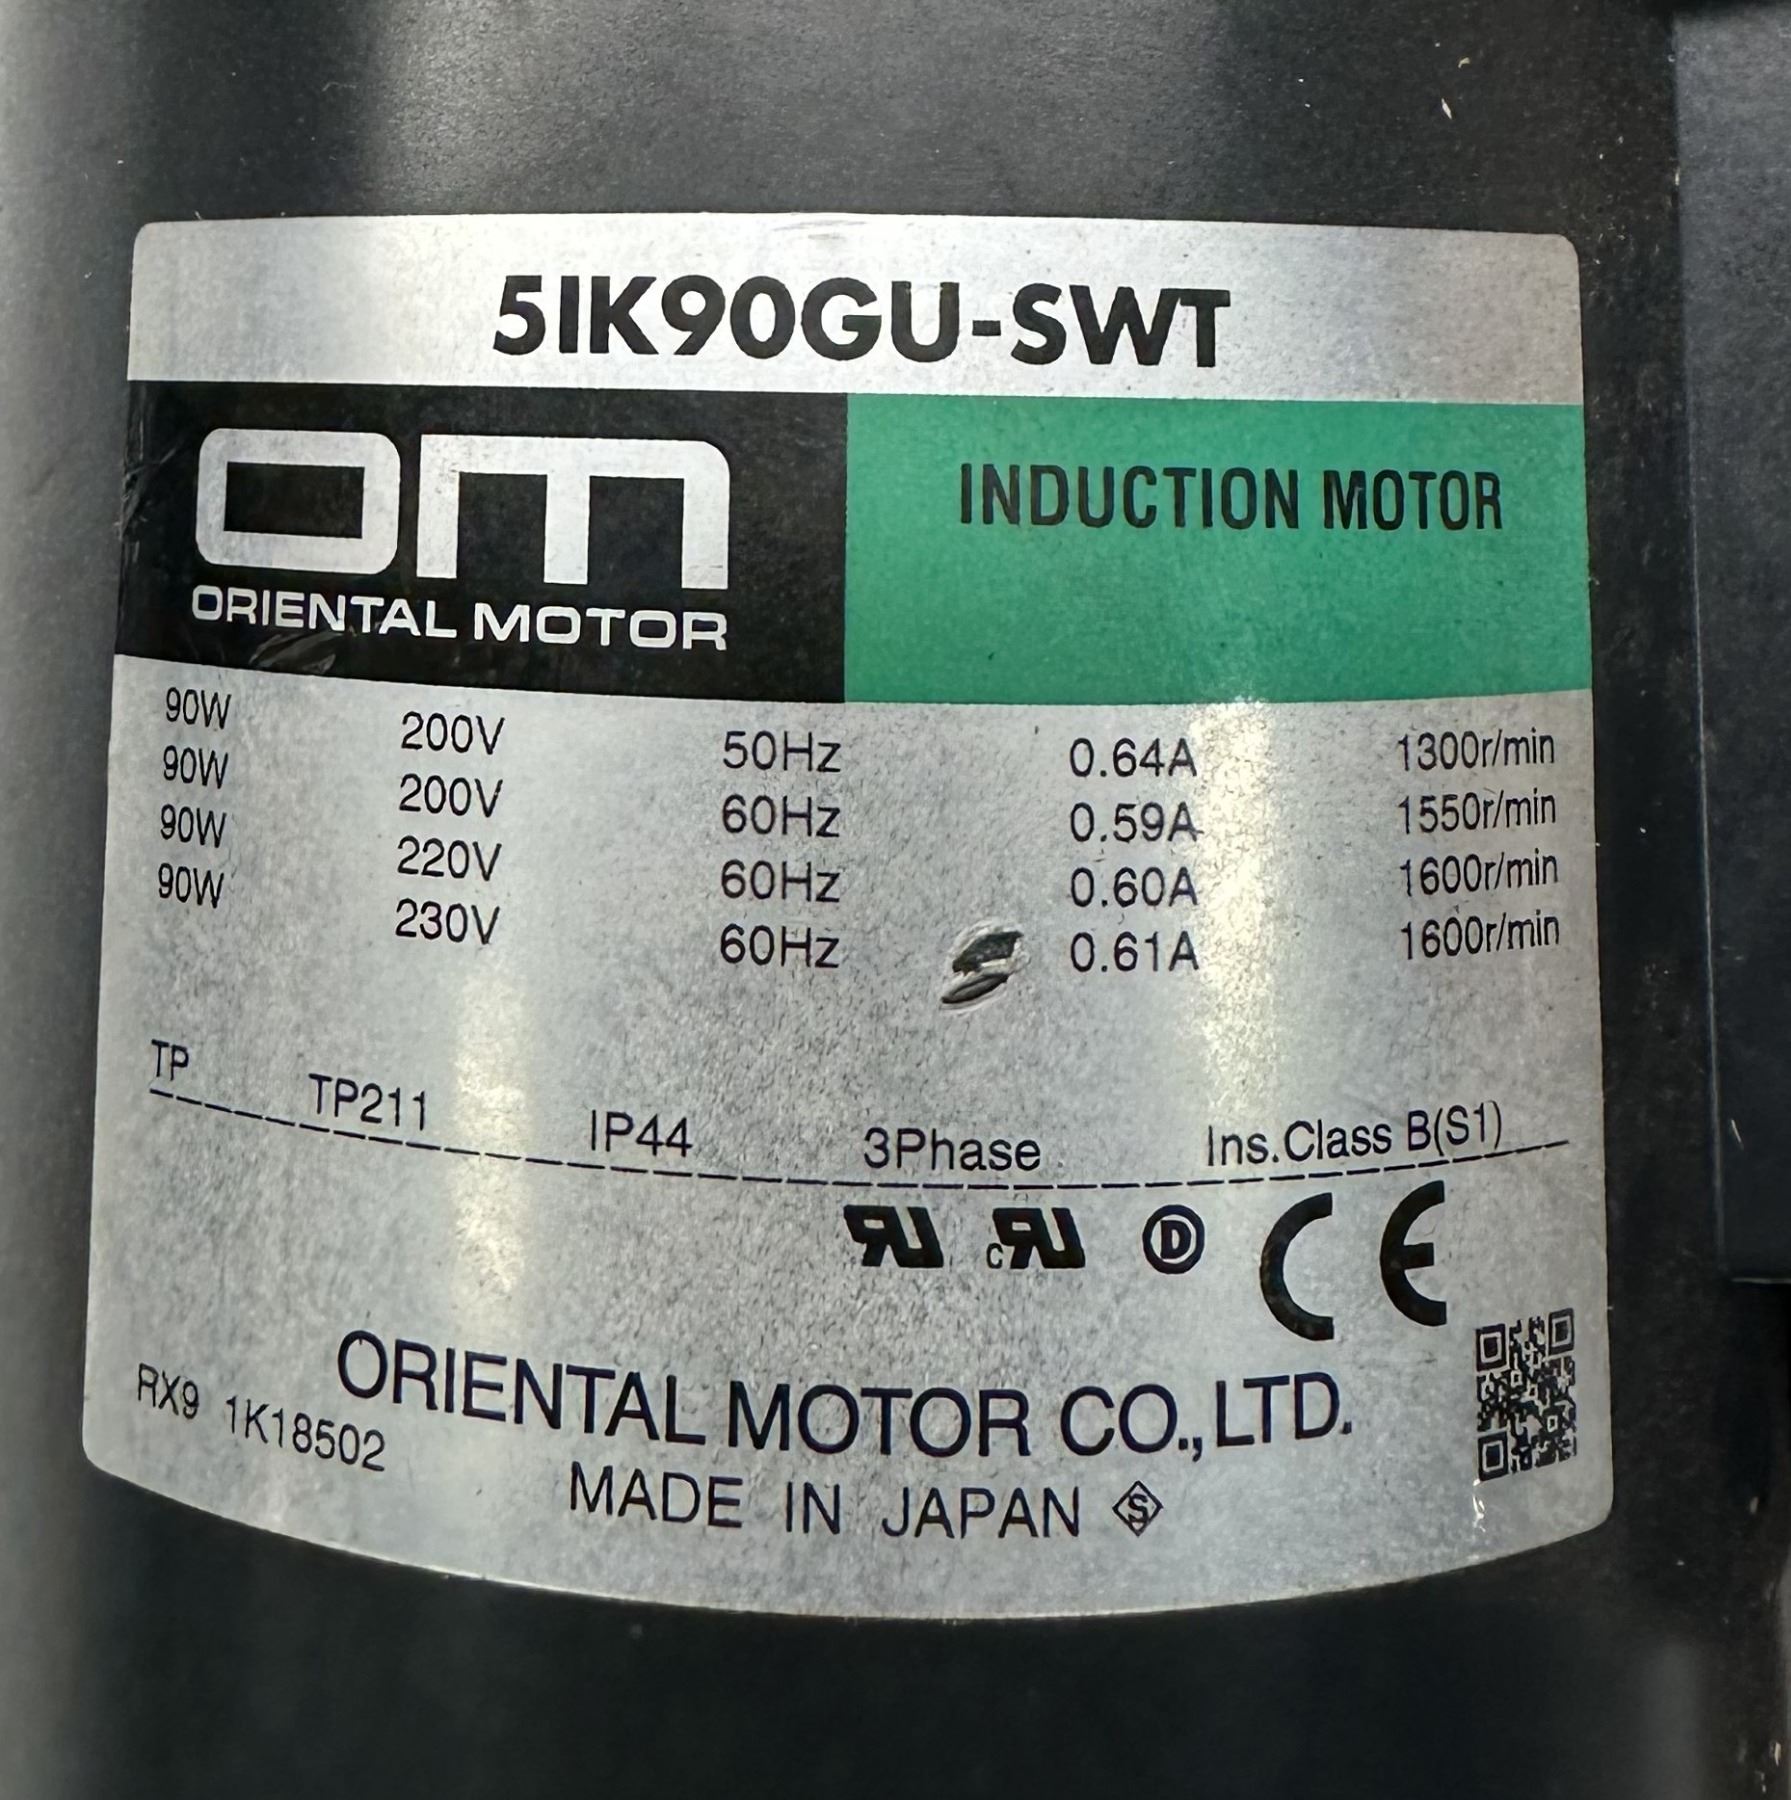 5IK90GU-SWT
om
ORIENTAL MOTOR
INDUCTION MOTOR
90W 200V 50Hz 0.64A 1300r/min
90W 200V 60Hz 0.59A 1550r/min
90W 220V 60Hz 0.60A 1600r/min
90W 230V 60Hz 0.61A 1600r/min
TP TP211 IP44 3Phase Ins.Class B(S1)
RU cRU D CE
ORIENTAL MOTOR CO.,LTD.
RX9 1K18502
MADE IN JAPAN S